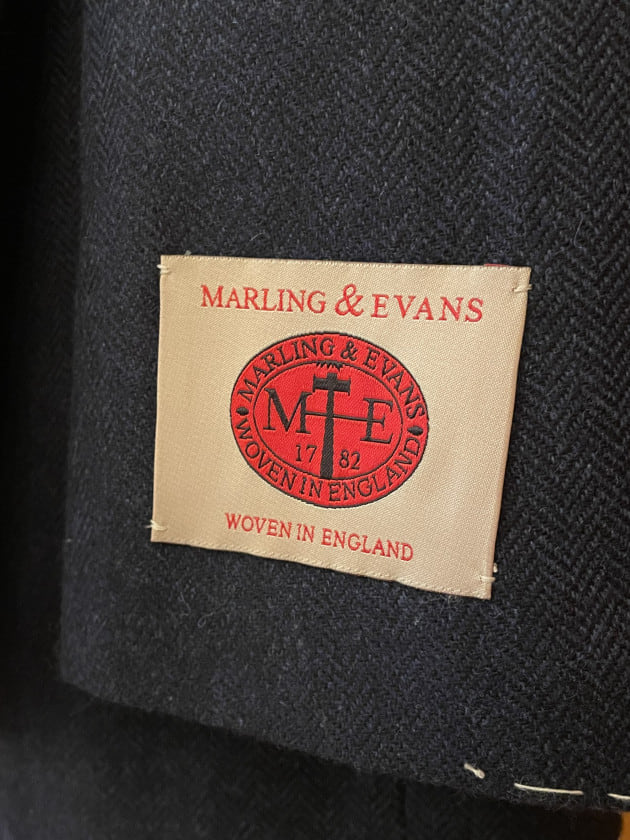 MARLING & EVANS
MARLING & EVANS
M E
17 82
WOVEN IN ENGLAND
WOVEN IN ENGLAND